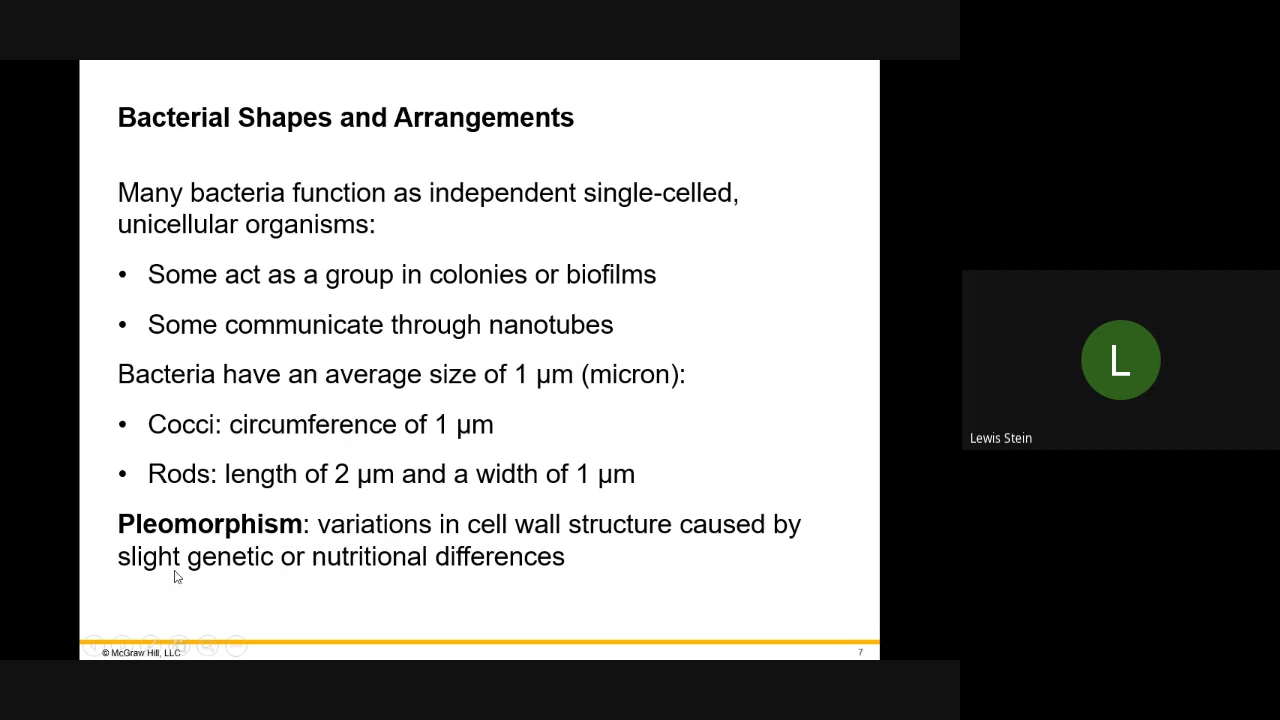 Bacterial Shapes and Arrangements
Many bacteria function as independent single-celled,
unicellular organisms:
• Some act as a group in colonies or biofilms
• Some communicate through nanotubes
Bacteria have an average size of 1 μm (micron):
• Cocci: circumference of 1 μm
• Rods: length of 2 μm and a width of 1 μm
Pleomorphism: variations in cell wall structure caused by
slight genetic or nutritional differences
© McGraw Hill, LLC
7
L
Lewis Stein